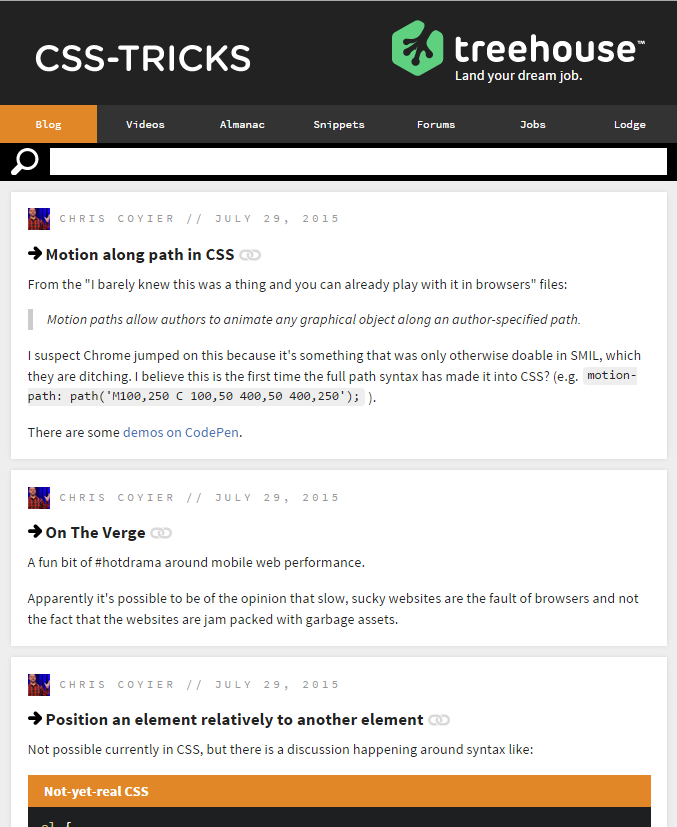 CSS-TRICKS
treehouse™
Land your dream job.
Blog Videos Almanac Snippets Forums Jobs Lodge
CHRIS COYIER // JULY 29, 2015
Motion along path in CSS
From the "I barely knew this was a thing and you can already play with it in browsers" files:
Motion paths allow authors to animate any graphical object along an author-specified path.
I suspect Chrome jumped on this because it's something that was only otherwise doable in SMIL, which
they are ditching. I believe this is the first time the full path syntax has made it into CSS? (e.g. motion-
path: path('M100,250 C 100,50 400,50 400,250'); ).
There are some demos on CodePen.
CHRIS COYIER // JULY 29, 2015
On The Verge
A fun bit of #hotdrama around mobile web performance.
Apparently it's possible to be of the opinion that slow, sucky websites are the fault of browsers and not
the fact that the websites are jam packed with garbage assets.
CHRIS COYIER // JULY 29, 2015
Position an element relatively to another element
Not possible currently in CSS, but there is a discussion happening around syntax like:
Not-yet-real CSS